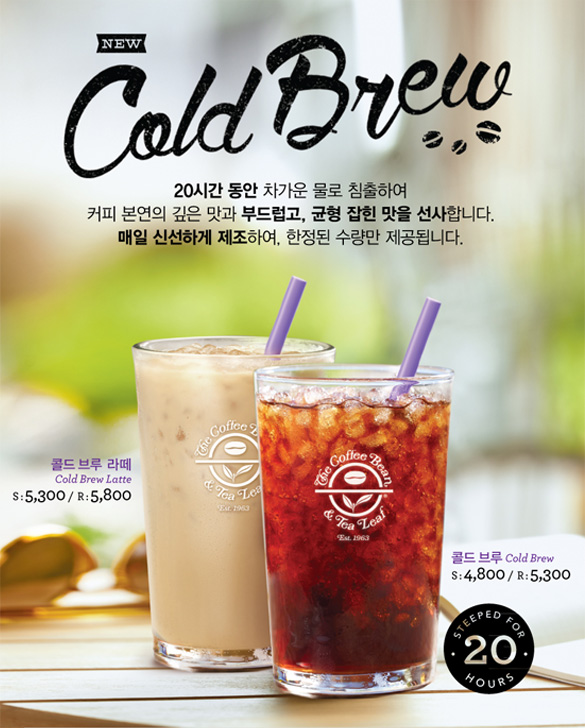 NEW
Cold Brew
20시간 동안 차가운 물로 침출하여
커피 본연의 깊은 맛과 부드럽고, 균형 잡힌 맛을 선사합니다.
매일 신선하게 제조하여, 한정된 수량만 제공됩니다.
콜드 브루 라떼
Cold Brew Latte
S:5,300 / R:5,800
The Coffee Bean
& Tea Leaf
Est. 1963
The Coffee Bean
& Tea Leaf
Est. 1963
콜드 브루 Cold Brew
S:4,800 / R:5,300
STEEPED FOR
20
HOURS